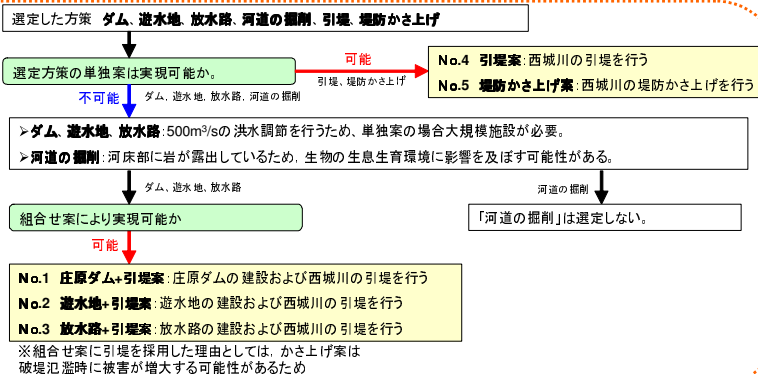 選定した方策　ダム、遊水地、放水路、河道の掘削、引堤、堤防かさ上げ
選定方策の単独案は実現可能か。
可能
引堤、堤防かさ上げ
No.4　引堤案：西城川の引堤を行う
No.5　堤防かさ上げ案：西城川の堤防かさ上げを行う
不可能
ダム，遊水地，放水路，河道の掘削
➢ダム、遊水地、放水路：500m³/sの洪水調節を行うため、単独案の場合大規模施設が必要。
➢河道の掘削：河床部に岩が露出しているため，生物の生息生育環境に影響を及ぼす可能性がある。
ダム、遊水地、放水路
河道の掘削
組合せ案により実現可能か
「河道の掘削」は選定しない。
可能
No.1　庄原ダム+引堤案：庄原ダムの建設および西城川の引堤を行う
No.2　遊水地+引堤案：遊水地の建設および西城川の引堤を行う
No.3　放水路+引堤案：放水路の建設および西城川の引堤を行う
※組合せ案に引堤を採用した理由としては，かさ上げ案は
破堤氾濫時に被害が増大する可能性があるため